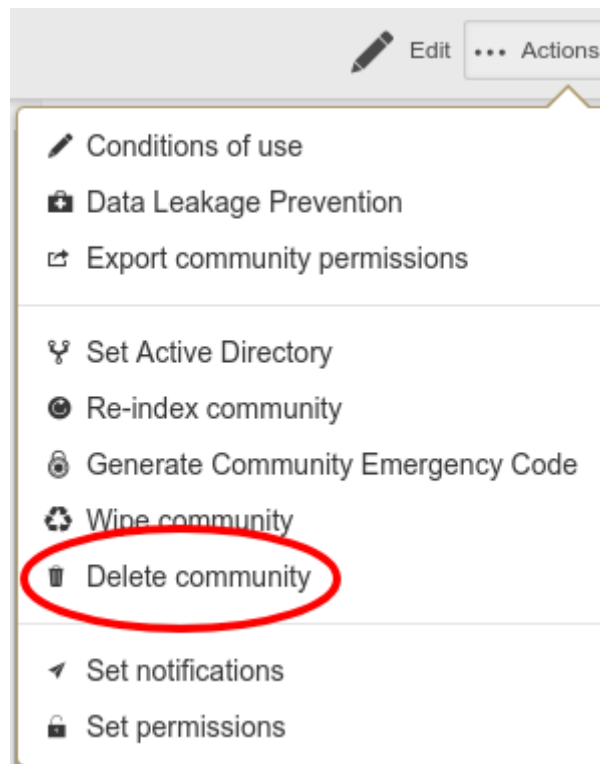 Edit ... Actions
Conditions of use
Data Leakage Prevention
Export community permissions
Set Active Directory
Re-index community
Generate Community Emergency Code
Wipe community
Delete community
Set notifications
Set permissions